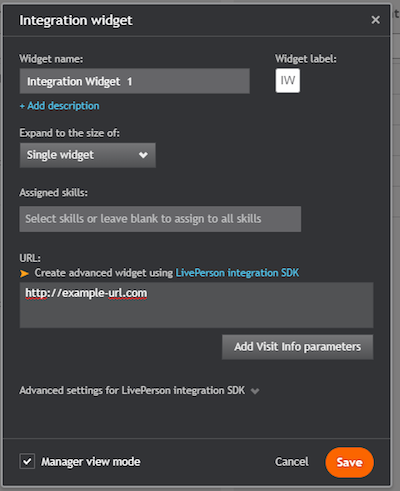 Integration widget
Widget name:
Widget label:
Integration Widget 1
IW
+ Add description
Expand to the size of:
Single widget
Assigned skills:
Select skills or leave blank to assign to all skills
URL:
Create advanced widget using LivePerson integration SDK
http://example-url.com
Add Visit Info parameters
Advanced settings for LivePerson integration SDK
Manager view mode
Cancel
Save